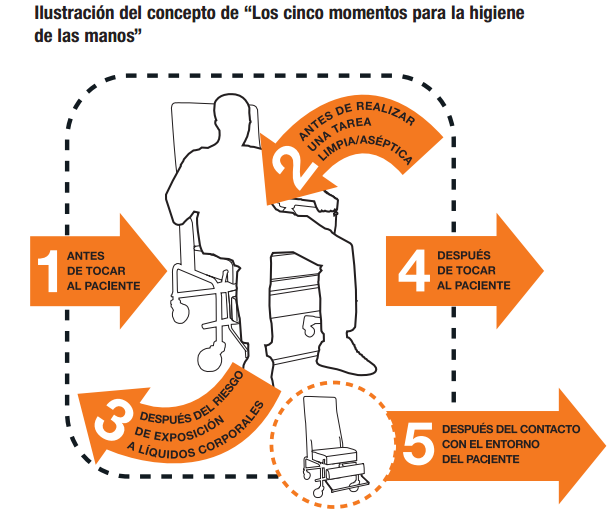 Ilustración del concepto de “Los cinco momentos para la higiene
de las manos”
1
ANTES
DE TOCAR
AL PACIENTE
2
ANTES DE REALIZAR
UNA TAREA
LIMPIA/ASÉPTICA
3
DESPUÉS DEL RIESGO
DE EXPOSICIÓN
A LÍQUIDOS CORPORALES
4
DESPUÉS
DE TOCAR
AL PACIENTE
5
DESPUÉS DEL CONTACTO
CON EL ENTORNO
DEL PACIENTE